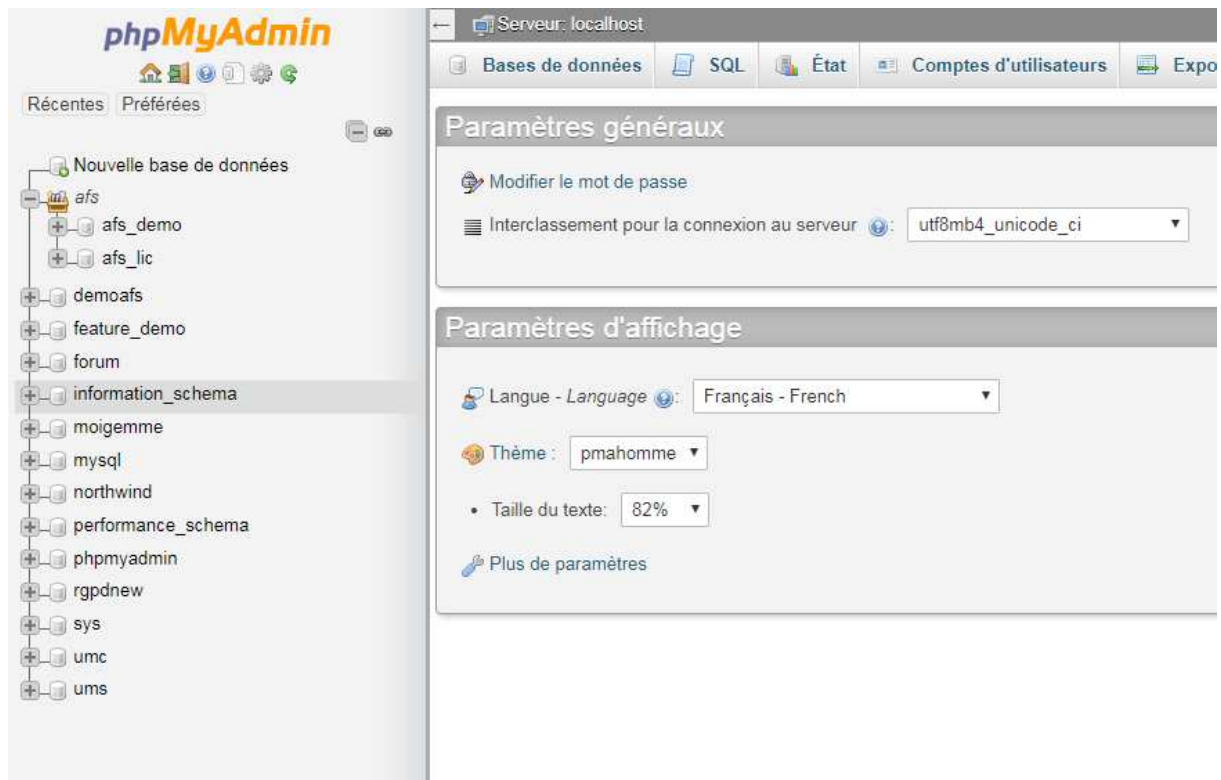 phpMyAdmin
Récentes Préférées
Nouvelle base de données
afs
afs_demo
afs_lic
demoafs
feature_demo
forum
information_schema
moigemme
mysql
northwind
performance_schema
phpmyadmin
rgpdnew
sys
umc
ums
Serveur: localhost
Bases de données SQL État Comptes d'utilisateurs Expo
Paramètres généraux
Modifier le mot de passe
Interclassement pour la connexion au serveur : utf8mb4_unicode_ci
Paramètres d'affichage
Langue - Language : Français - French
Thème : pmahomme
Taille du texte: 82%
Plus de paramètres